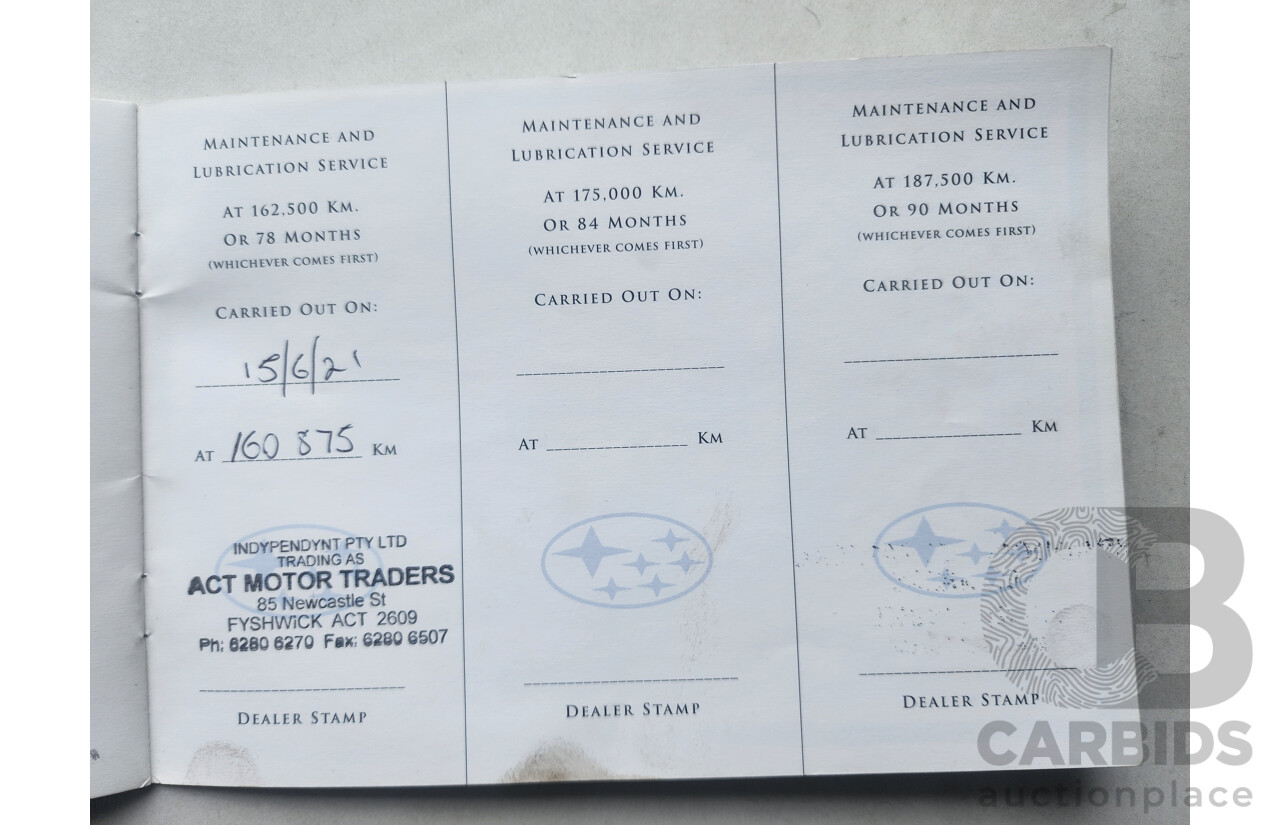 MAINTENANCE AND
LUBRICATION SERVICE
AT 162,500 KM.
OR 78 MONTHS
(WHICHEVER COMES FIRST)
CARRIED OUT ON:
15/6/21
AT 160 875 KM
INDYPENDYNT PTY LTD
TRADING AS
ACT MOTOR TRADERS
85 Newcastle St
FYSHWiCK ACT 2609
Ph: 6280 6270 Fax: 6280 6507
DEALER STAMP
MAINTENANCE AND
LUBRICATION SERVICE
AT 175,000 KM.
OR 84 MONTHS
(WHICHEVER COMES FIRST)
CARRIED OUT ON:
AT KM
DEALER STAMP
MAINTENANCE AND
LUBRICATION SERVICE
AT 187,500 KM.
OR 90 MONTHS
(WHICHEVER COMES FIRST)
CARRIED OUT ON:
AT KM
DEALER STAMP
CB
CARBIDS
auctionplace